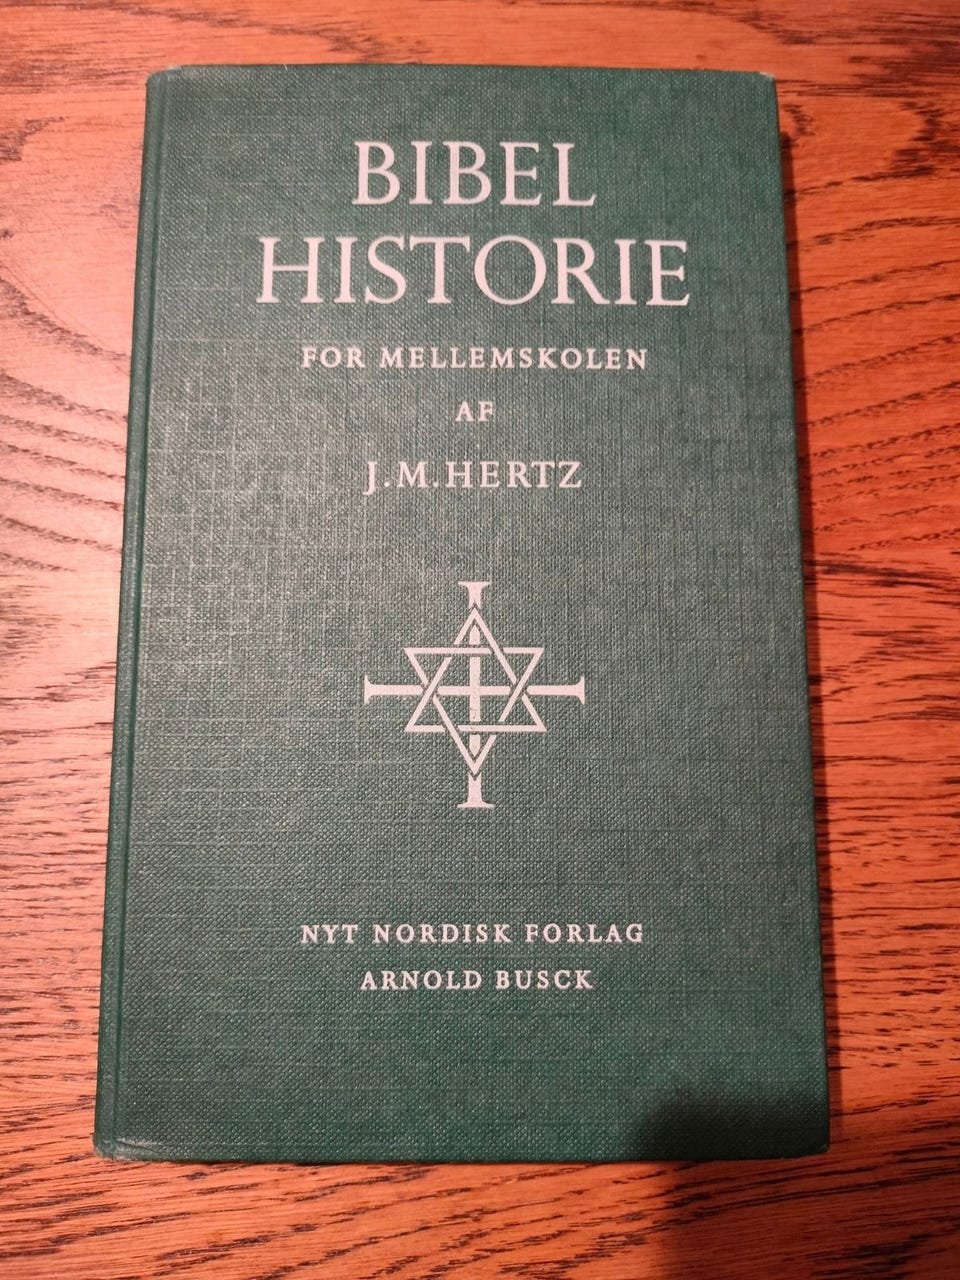 BIBEL
HISTORIE
FOR MELLEMSKOLEN
AF
J.M.HERTZ
NYT NORDISK FORLAG
ARNOLD BUSCK